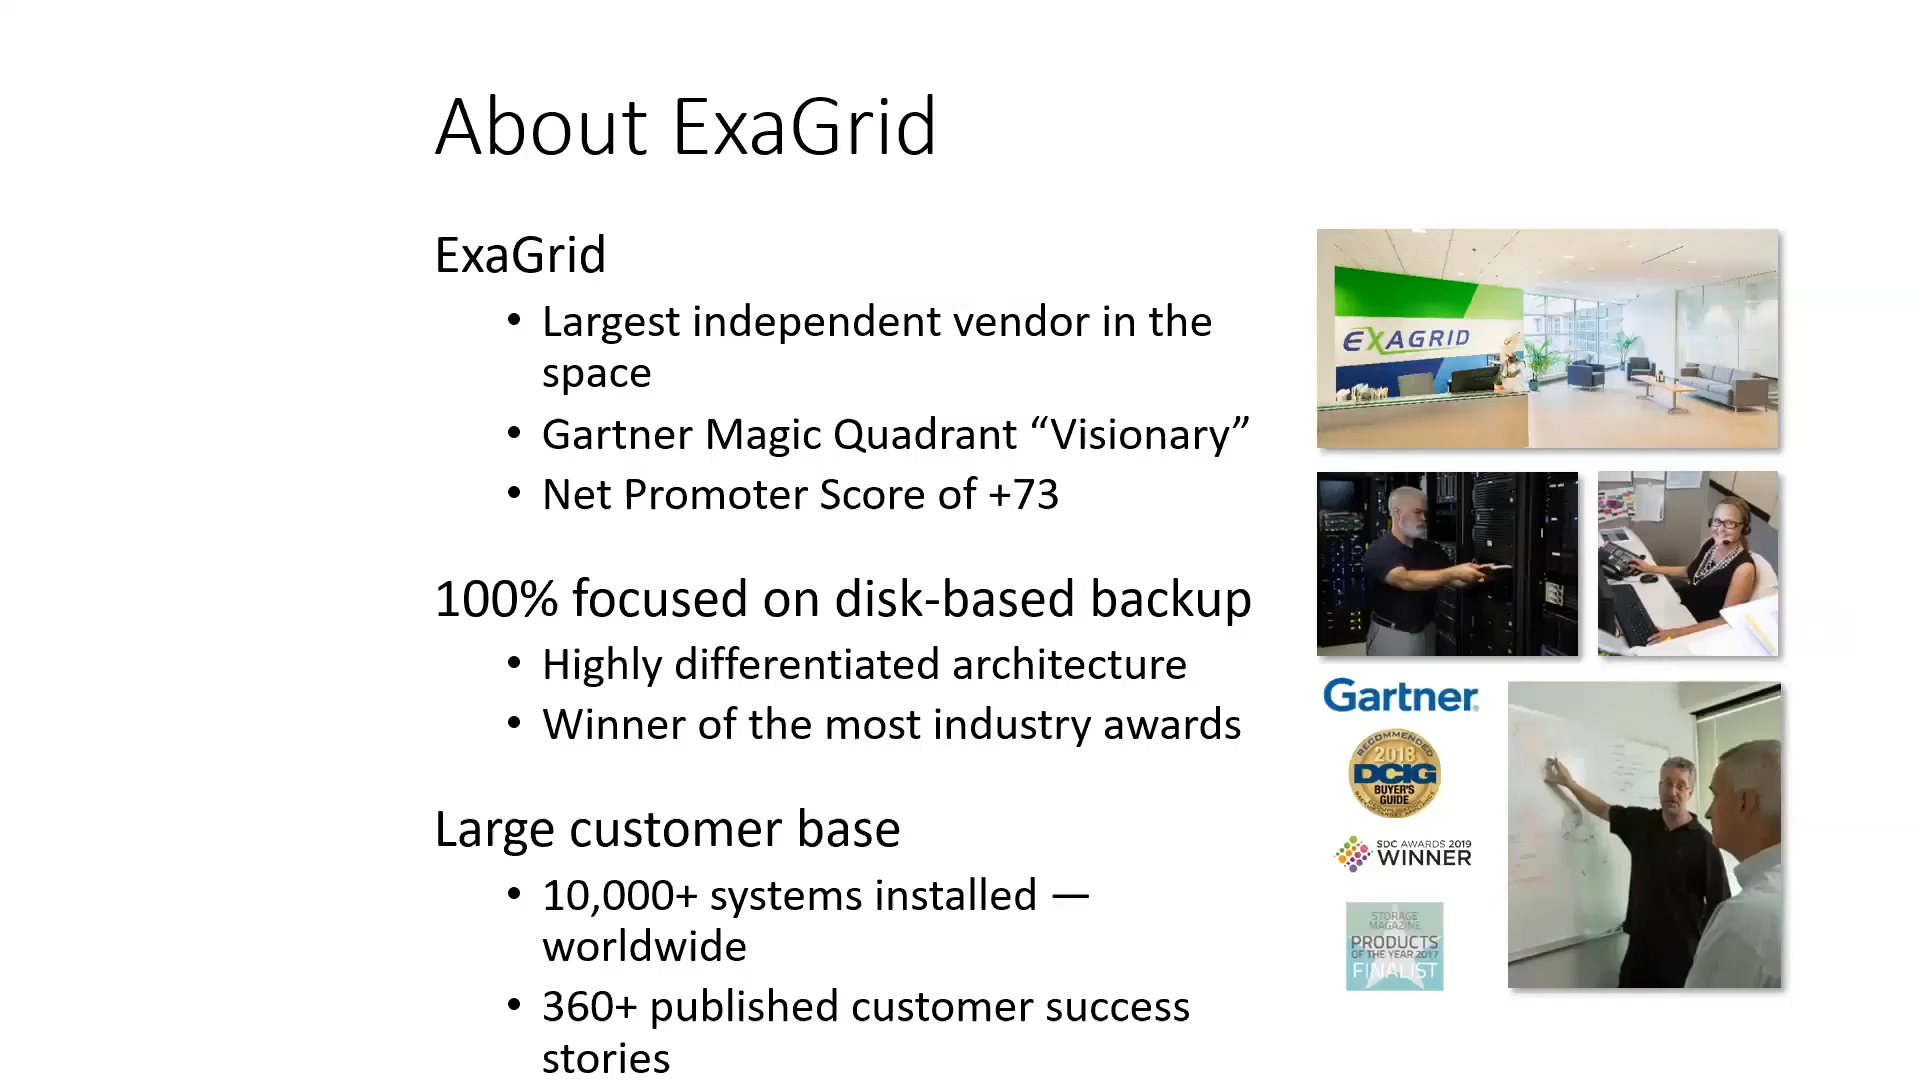 About ExaGrid
ExaGrid
• Largest independent vendor in the
space
• Gartner Magic Quadrant “Visionary”
• Net Promoter Score of +73
100% focused on disk-based backup
• Highly differentiated architecture
• Winner of the most industry awards
Large customer base
• 10,000+ systems installed —
worldwide
• 360+ published customer success
stories
EXAGRID
Gartner®
RECOMMENDED
2018
DCIG
BUYER'S
GUIDE
SDC AWARDS 2019
WINNER
STORAGE
MAGAZINE
PRODUCTS
OF THE YEAR 2017
FINALIST